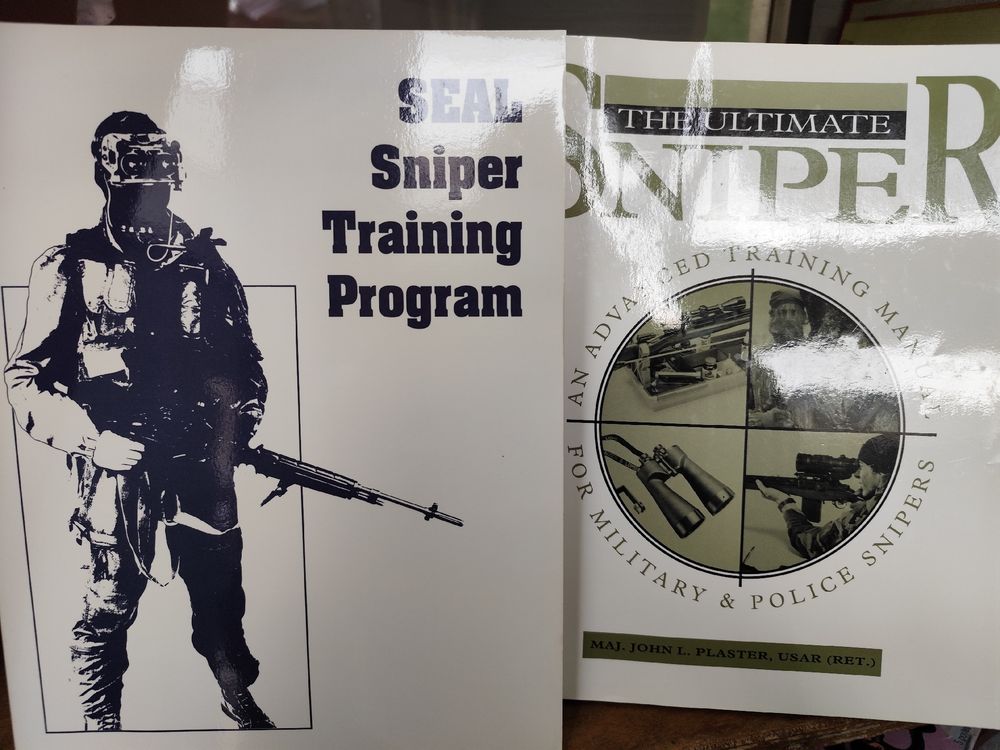 SEAL
Sniper
Training
Program
THE ULTIMATE
SNIPER
AN ADVANCED TRAINING MANUAL
FOR MILITARY & POLICE SNIPERS
MAJ. JOHN L. PLASTER, USAR (RET.)